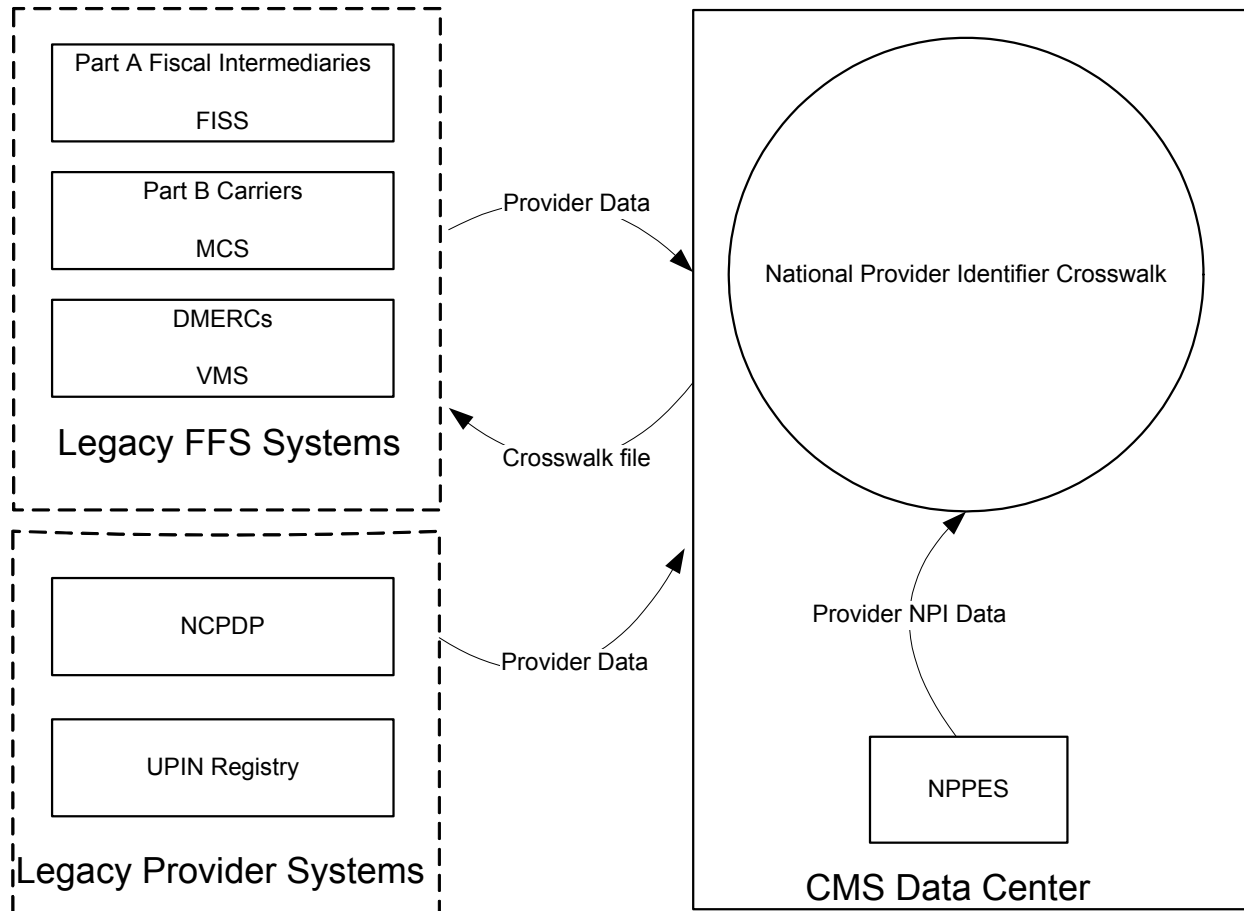 Part A Fiscal Intermediaries
FISS
Part B Carriers
MCS
DMERCs
VMS
Legacy FFS Systems
Provider Data
Crosswalk file
National Provider Identifier Crosswalk
NCPDP
UPIN Registry
Legacy Provider Systems
Provider Data
Provider NPI Data
NPPES
CMS Data Center